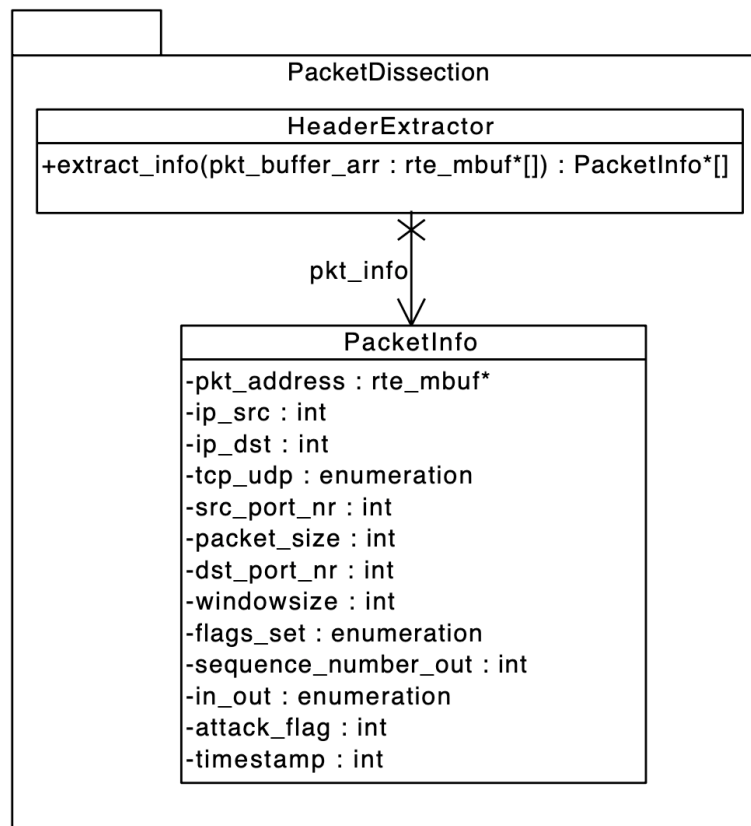 PacketDissection
HeaderExtractor
+extract_info(pkt_buffer_arr : rte_mbuf*[]) : PacketInfo*[]
pkt_info
PacketInfo
-pkt_address : rte_mbuf*
-ip_src : int
-ip_dst : int
-tcp_udp : enumeration
-src_port_nr : int
-packet_size : int
-dst_port_nr : int
-windowsize : int
-flags_set : enumeration
-sequence_number_out : int
-in_out : enumeration
-attack_flag : int
-timestamp : int